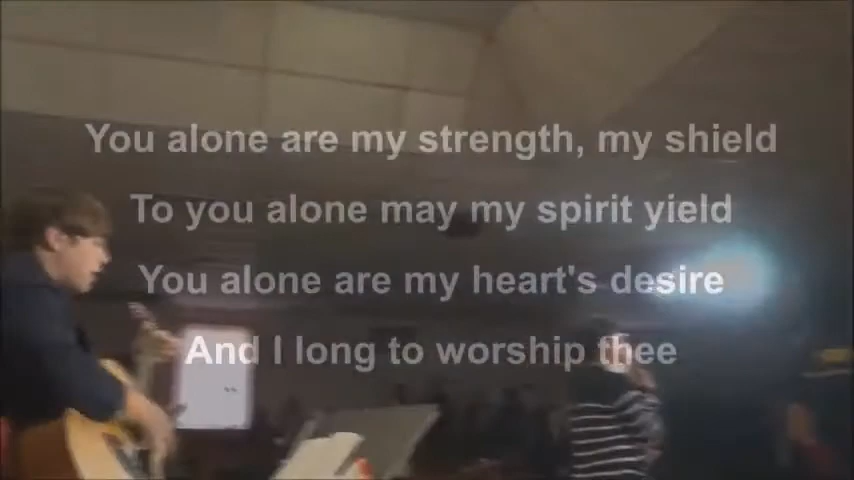 You alone are my strength, my shield
To you alone may my spirit yield
You alone are my heart's desire
And I long to worship thee